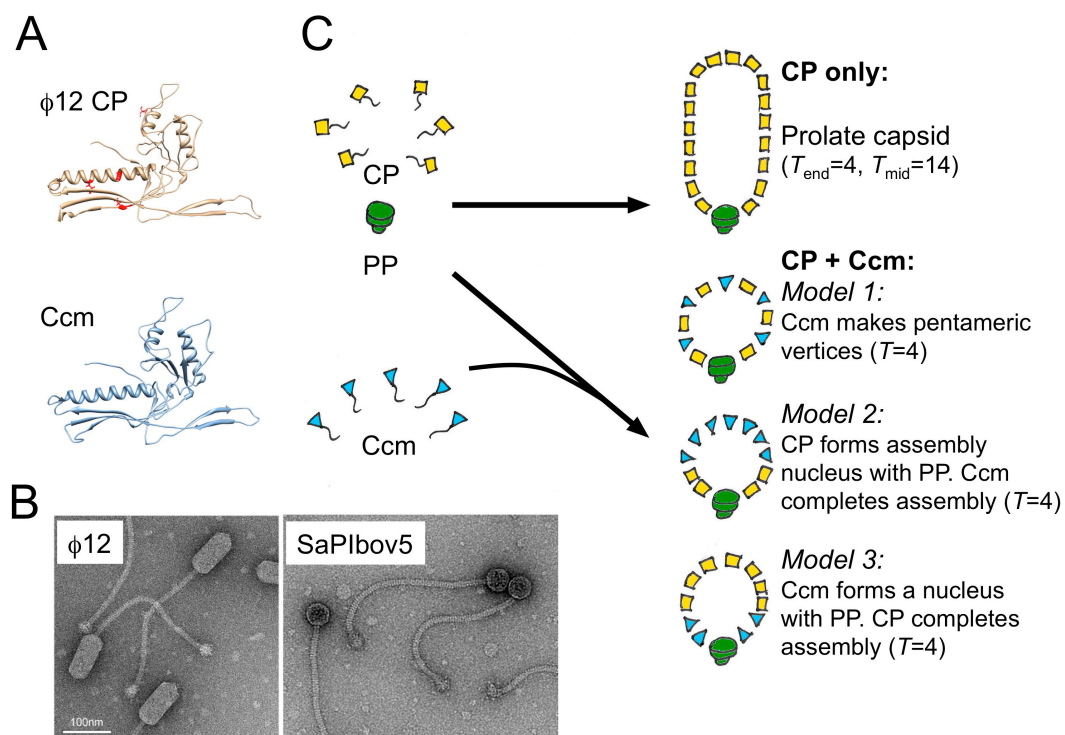 A
ϕ12 CP
Ccm
B
ϕ12
100nm
SaPIbov5
C
CP
PP
Ccm
CP only:
Prolate capsid
(Tend=4, Tmid=14)
CP + Ccm:
Model 1:
Ccm makes pentameric
vertices (T=4)
Model 2:
CP forms assembly
nucleus with PP. Ccm
completes assembly (T=4)
Model 3:
Ccm forms a nucleus
with PP. CP completes
assembly (T=4)